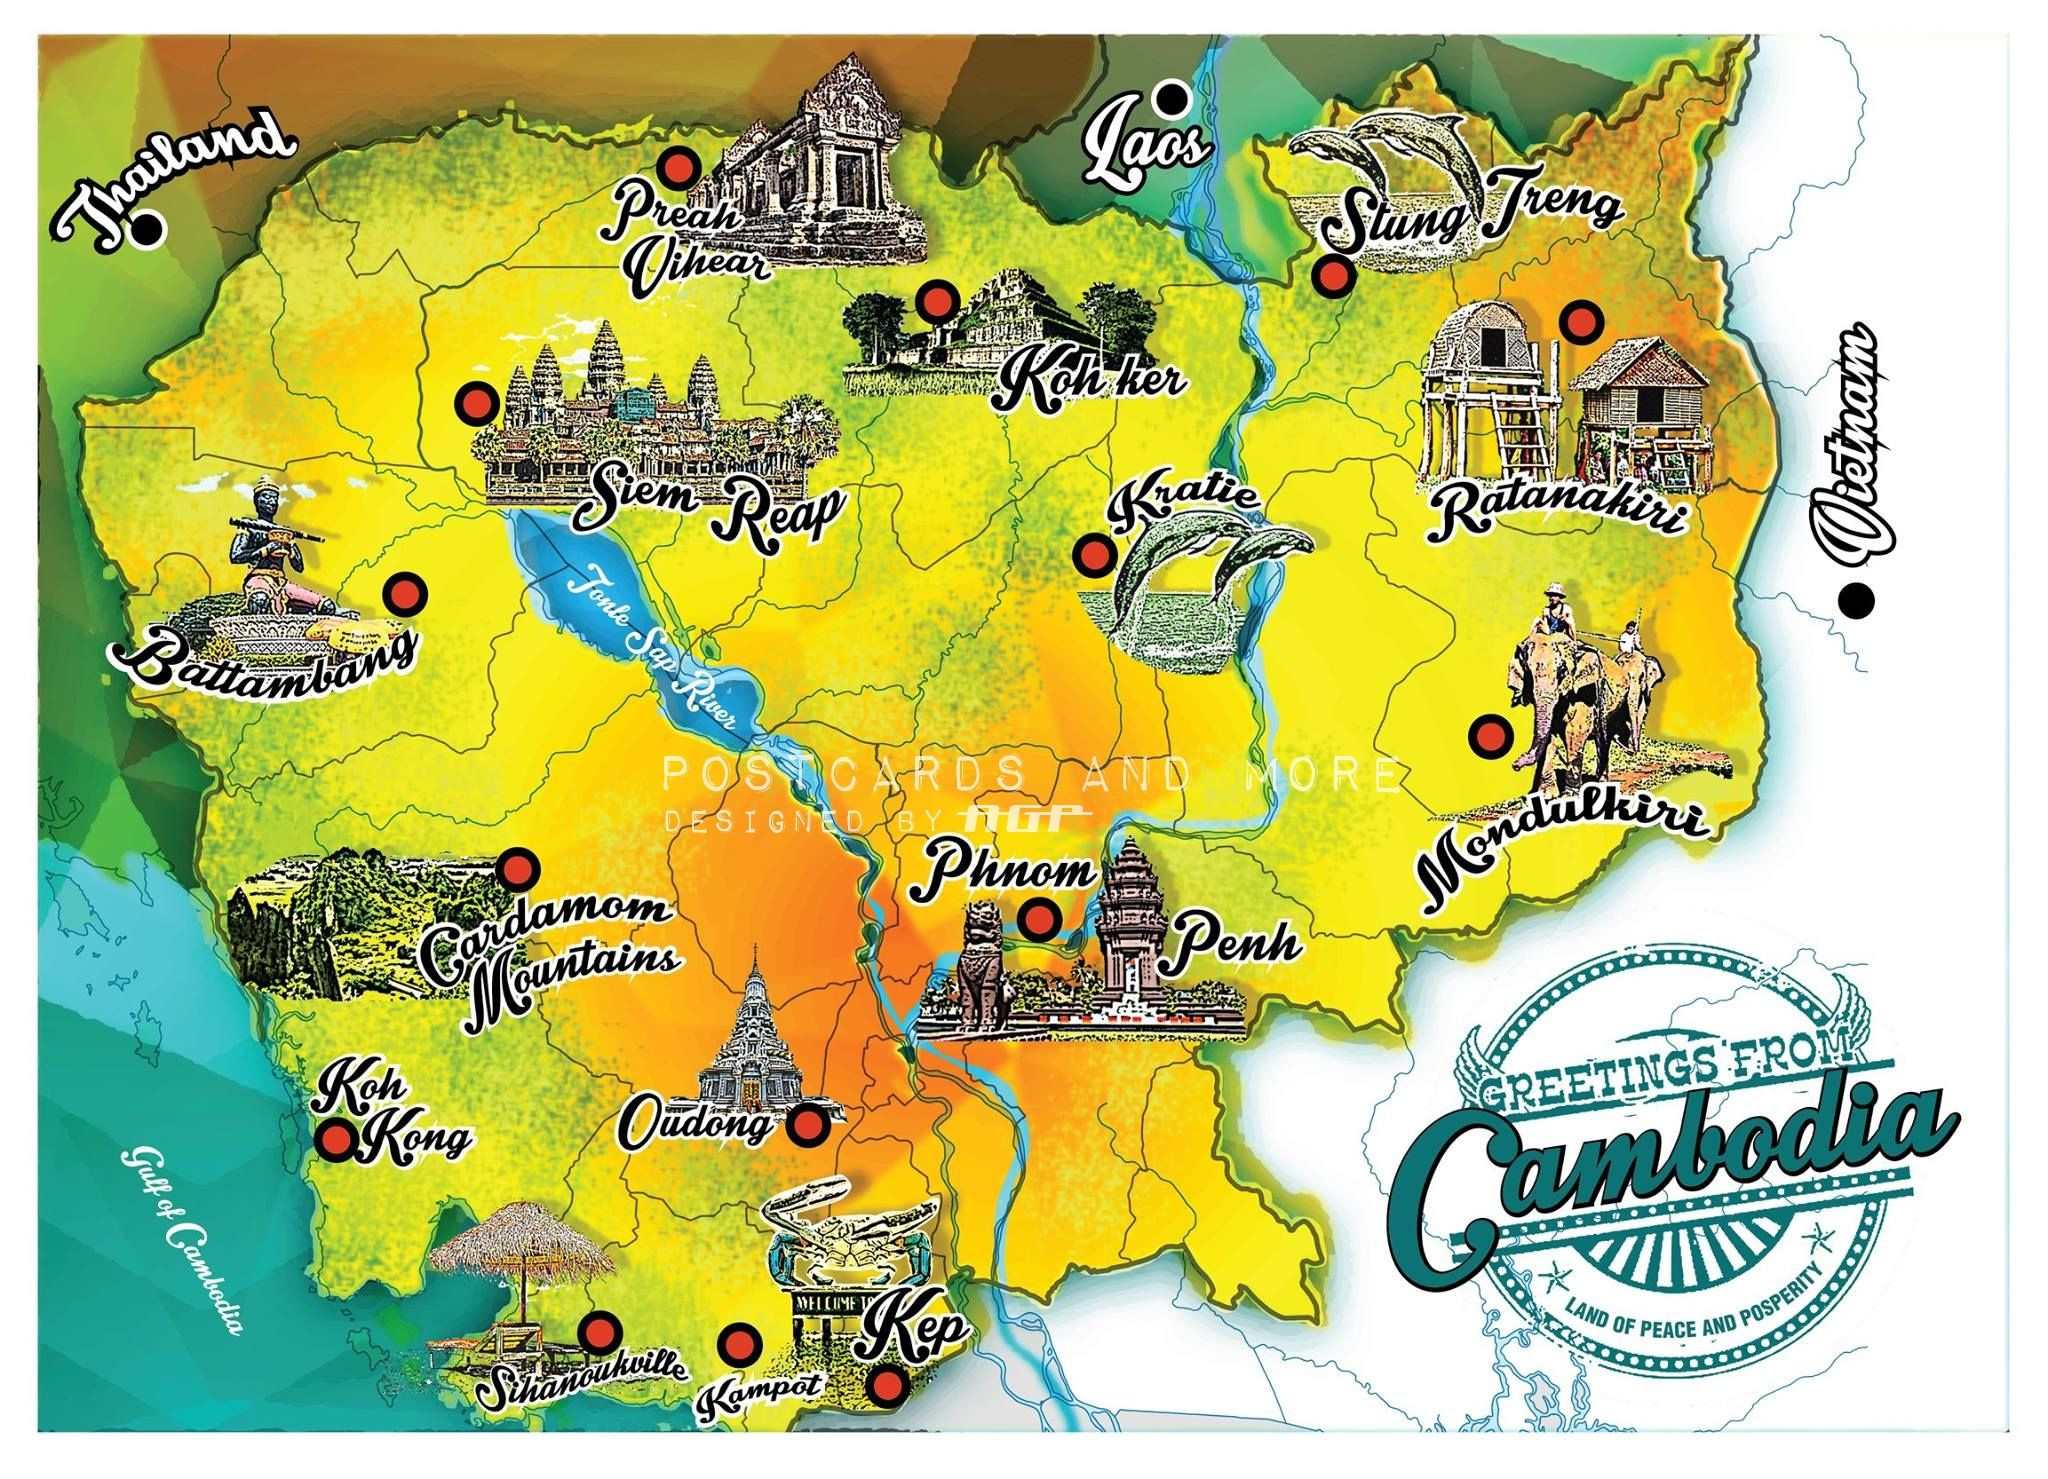 Thailand
Laos
Vietnam
Preah
Vihear
Stung Treng
Koh ker
Siem Reap
Kratie
Ratanakiri
Battambang
Tonle Sap River
Mondulkiri
POSTCARDS AND MORE
DESIGNED BY AGP
Phnom
Penh
Cardamom
Mountains
Koh
Kong
Oudong
Gulf of Cambodia
WELCOME TO
Kep
Sihanoukville
Kampot
GREETINGS FROM
Cambodia
LAND OF PEACE AND POSPERITY